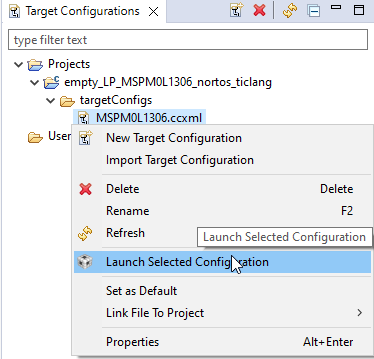 Target Configurations
type filter text
Projects
empty_LP_MSPM0L1306_nortos_ticlang
targetConfigs
MSPM0L1306.ccxml
User
New Target Configuration
Import Target Configuration
Delete Delete
Rename F2
Refresh
Launch Selected Configuration
Launch Selected Configuration
Set as Default
Link File To Project
Properties Alt+Enter